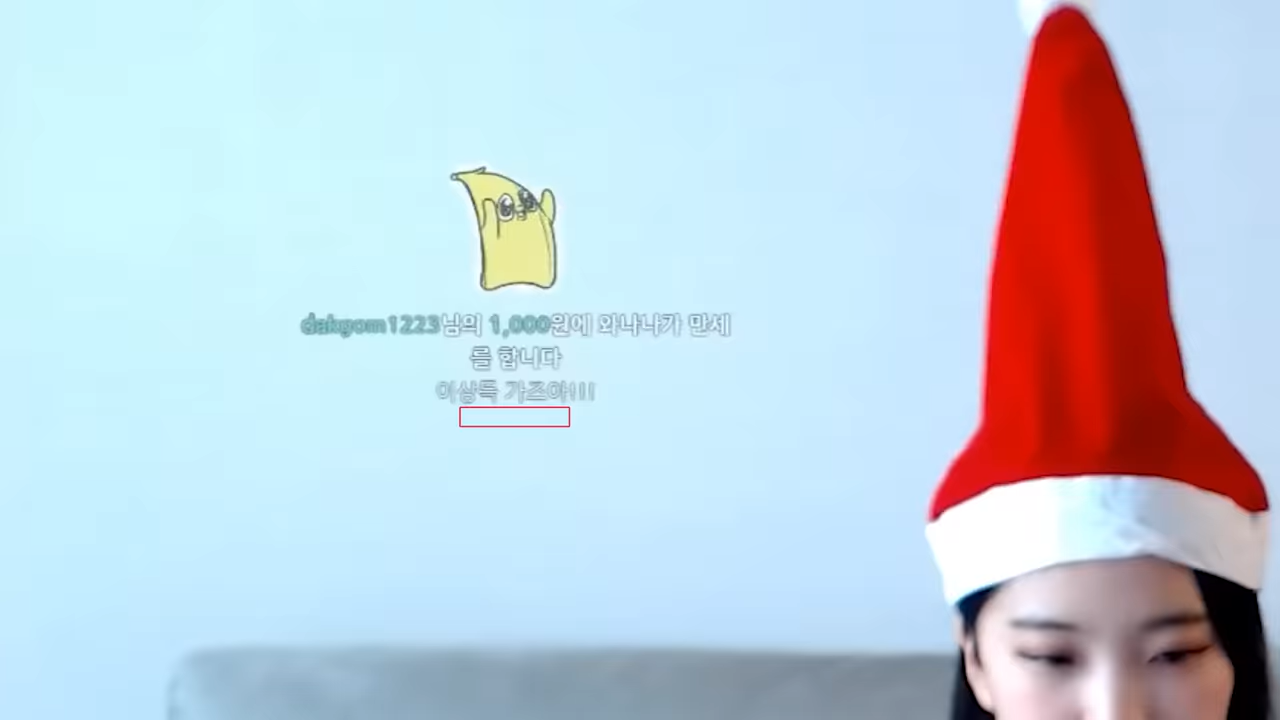 dakgom1223님의 1,000원에 와나나가 만세
를 합니다
이상특 가즈아!!!